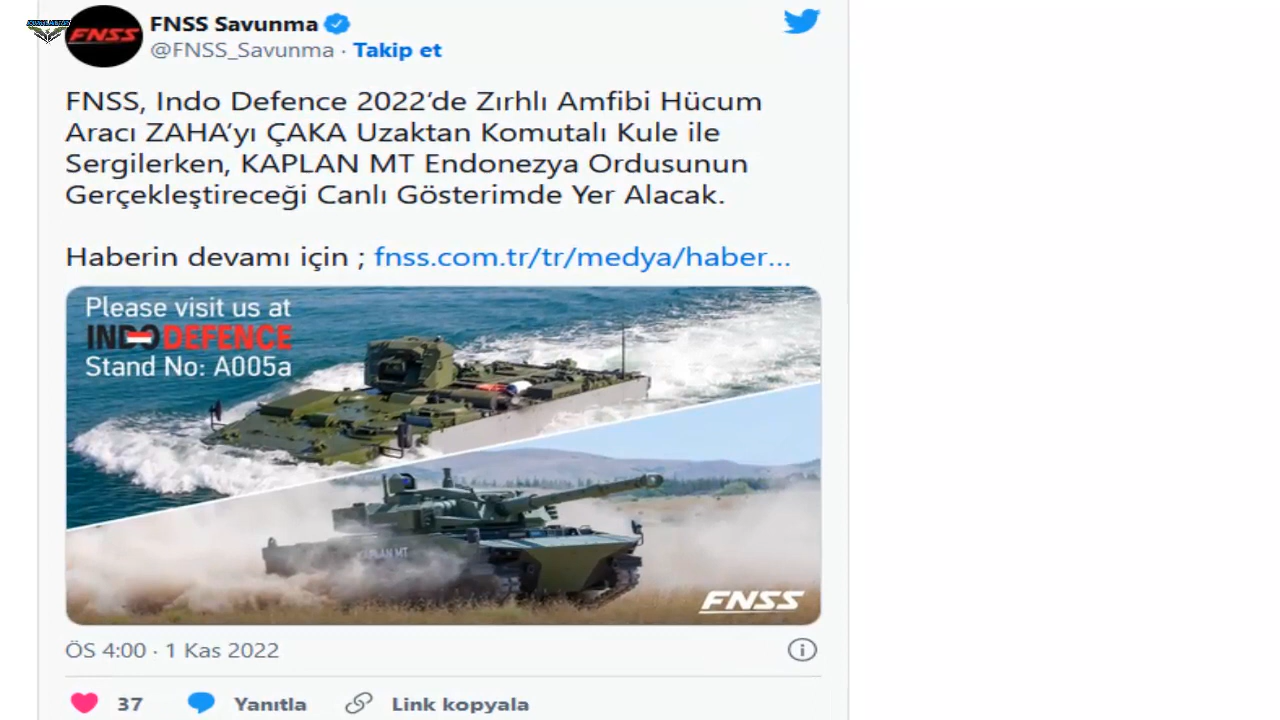 FNSS
FNSS Savunma
@FNSS_Savunma · Takip et
FNSS, Indo Defence 2022’de Zırhlı Amfibi Hücum
Aracı ZAHA’yı ÇAKA Uzaktan Komutalı Kule ile
Sergilerken, KAPLAN MT Endonezya Ordusunun
Gerçekleştireceği Canlı Gösterimde Yer Alacak.
Haberin devamı için ; fnss.com.tr/tr/medya/haber...
Please visit us at
INDO DEFENCE
Stand No: A005a
KAPLAN MT
FNSS
ÖS 4:00 · 1 Kas 2022
37 Yanıtla Link kopyala